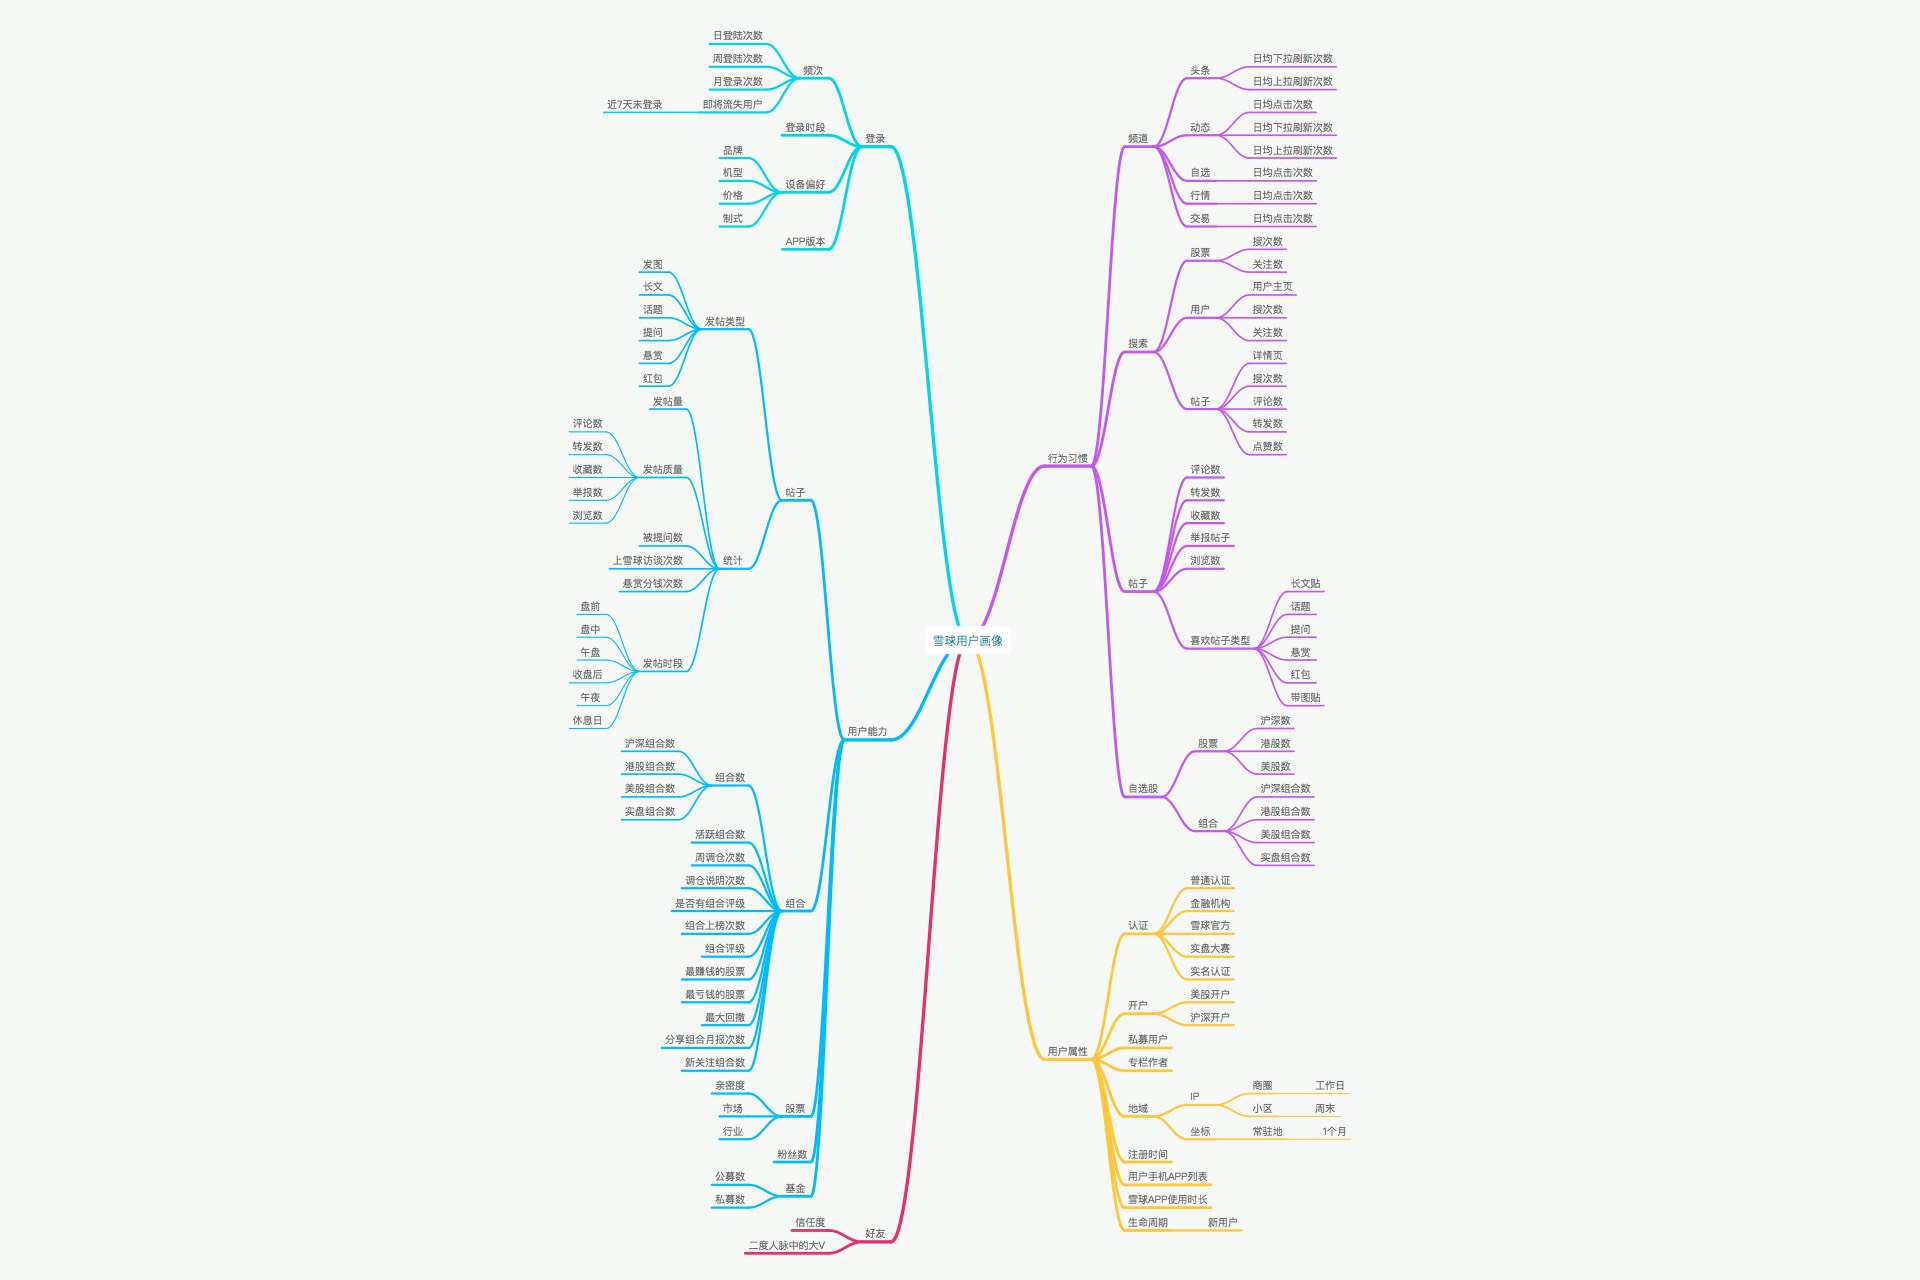 雪球用户画像
登录
频次
日登陆次数
周登陆次数
月登录次数
即将流失用户
近7天未登录
登录时段
设备偏好
品牌
机型
价格
制式
APP版本
用户能力
帖子
发帖类型
发图
长文
话题
提问
悬赏
红包
统计
发帖量
发帖质量
评论数
转发数
收藏数
举报数
浏览数
被提问数
上雪球访谈次数
悬赏分钱次数
发帖时段
盘前
盘中
午盘
收盘后
午夜
休息日
组合
组合数
沪深组合数
港股组合数
美股组合数
实盘组合数
活跃组合数
周调仓次数
调仓说明次数
是否有组合评级
组合上榜次数
组合评级
最赚钱的股票
最亏钱的股票
最大回撤
分享组合月报次数
新关注组合数
股票
亲密度
市场
行业
粉丝数
基金
公募数
私募数
好友
信任度
二度人脉中的大V
行为习惯
频道
头条
日均下拉刷新次数
日均上拉刷新次数
动态
日均点击次数
日均下拉刷新次数
日均上拉刷新次数
自选
日均点击次数
行情
日均点击次数
交易
日均点击次数
搜索
股票
搜次数
关注数
用户
用户主页
搜次数
关注数
帖子
详情页
搜次数
评论数
转发数
点赞数
帖子
评论数
转发数
收藏数
举报帖子
浏览数
喜欢帖子类型
长文贴
话题
提问
悬赏
红包
带图贴
自选股
股票
沪深数
港股数
美股数
组合
沪深组合数
港股组合数
美股组合数
实盘组合数
用户属性
认证
普通认证
金融机构
雪球官方
实盘大赛
实名认证
开户
美股开户
沪深开户
私募用户
专栏作者
地域
IP
商圈
工作日
小区
周末
坐标
常驻地
1个月
注册时间
用户手机APP列表
雪球APP使用时长
生命周期
新用户